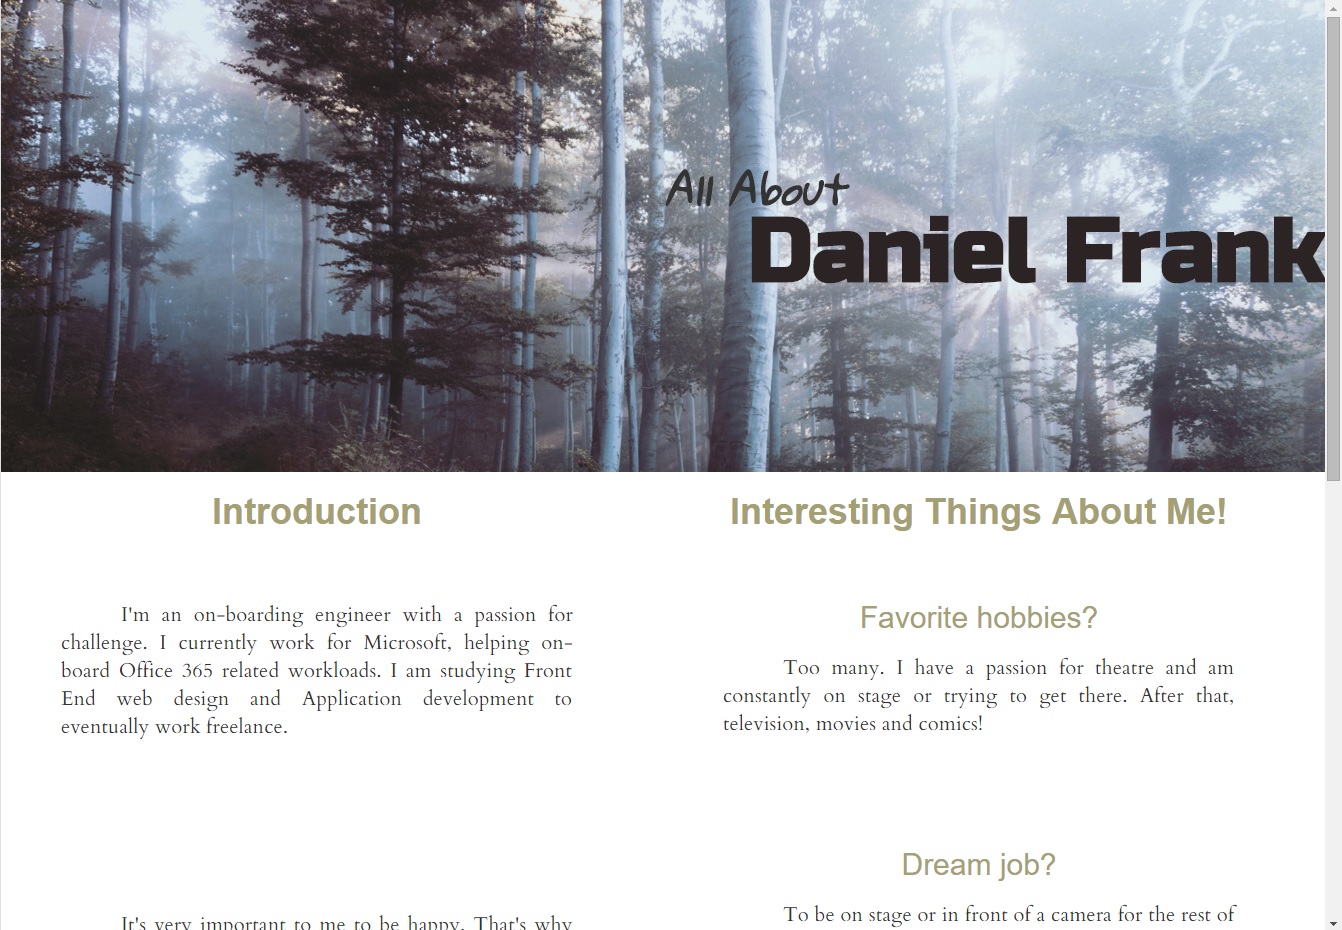 All About
Daniel Frank
Introduction
I'm an on-boarding engineer with a passion for
challenge. I currently work for Microsoft, helping on-
board Office 365 related workloads. I am studying Front
End web design and Application development to
eventually work freelance.
It's very important to me to be happy. That's why
Interesting Things About Me!
Favorite hobbies?
Too many. I have a passion for theatre and am
constantly on stage or trying to get there. After that,
television, movies and comics!
Dream job?
To be on stage or in front of a camera for the rest of